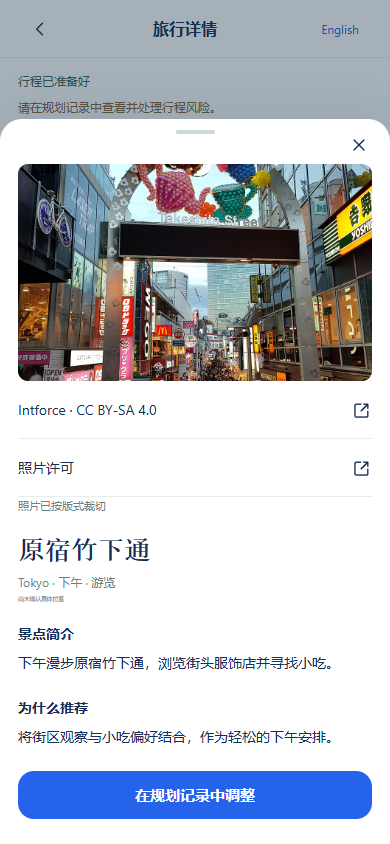 旅行详情
English
行程已准备好
请在规划记录中查看并处理行程风险。
Takeshita Street
YOSHI
Intforce · CC BY-SA 4.0
照片许可
照片已按版式裁切
原宿竹下通
Tokyo · 下午 · 游览
尚未确认具体位置
景点简介
下午漫步原宿竹下通，浏览街头服饰店并寻找小吃。
为什么推荐
将街区观察与小吃偏好结合，作为轻松的下午安排。
在规划记录中调整